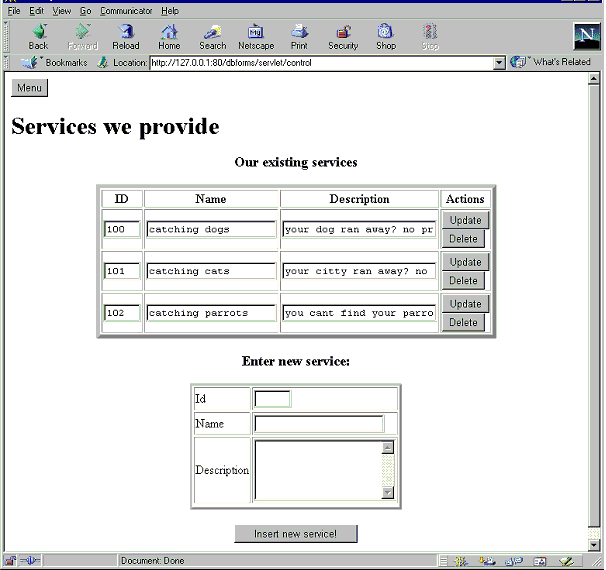 File Edit View Go Communicator Help
Back Forward Reload Home Search Netscape Print Security Shop Stop
Bookmarks Location: http://127.0.0.1:80/dbforms/servlet/control What's Related
Menu
Services we provide
Our existing services
ID Name Description Actions
100 catching dogs your dog ran away? no pr Update
Delete
101 catching cats your citty ran away? no Update
Delete
102 catching parrots you cant find your parro Update
Delete
Enter new service:
Id
Name
Description
Insert new service!
Document: Done